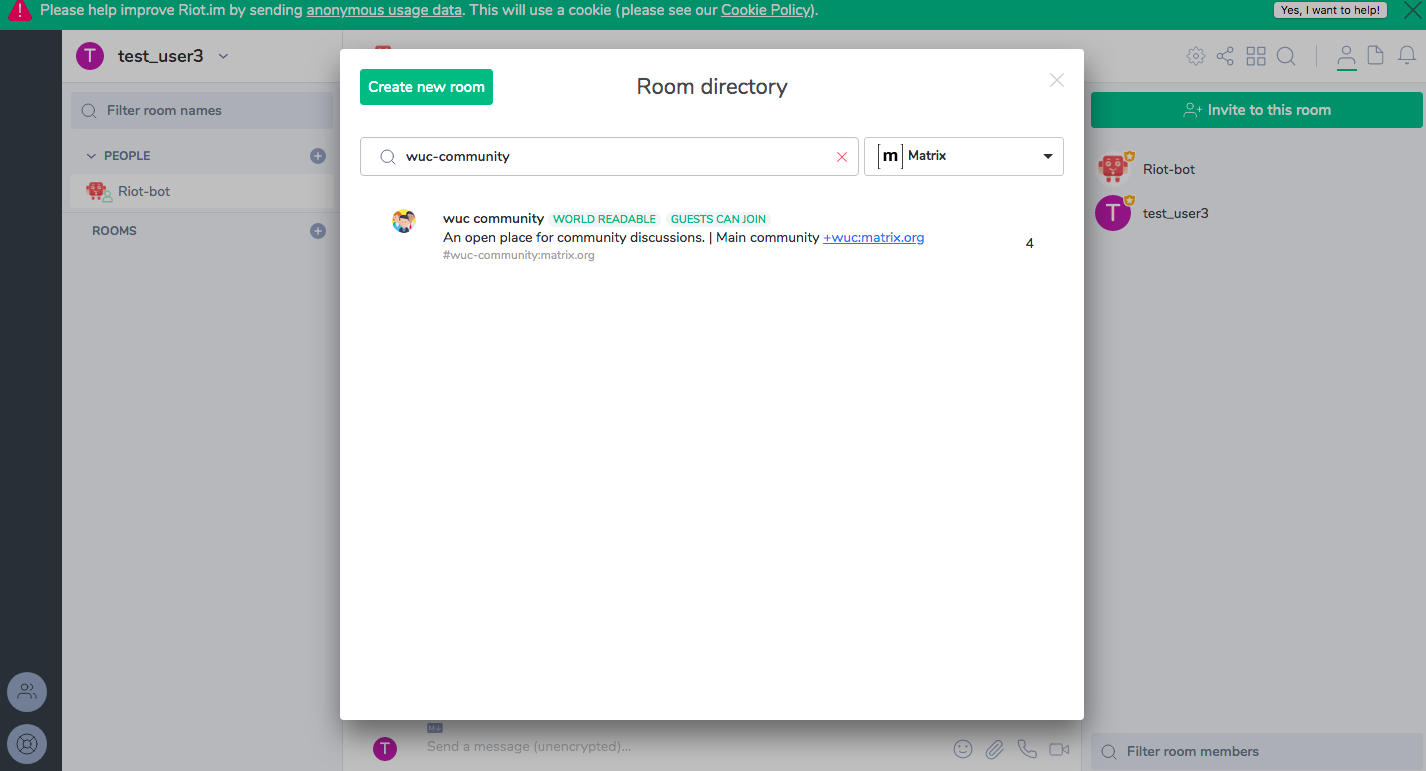 Please help improve Riot.im by sending anonymous usage data. This will use a cookie (please see our Cookie Policy).
Yes, I want to help!
T test_user3
Filter room names
PEOPLE
Riot-bot
ROOMS
Create new room
Room directory
wuc-community
[m] Matrix
wuc community WORLD READABLE GUESTS CAN JOIN
An open place for community discussions. | Main community +wuc:matrix.org
#wuc-community:matrix.org
4
Invite to this room
Riot-bot
T test_user3
T Send a message (unencrypted)...
Filter room members